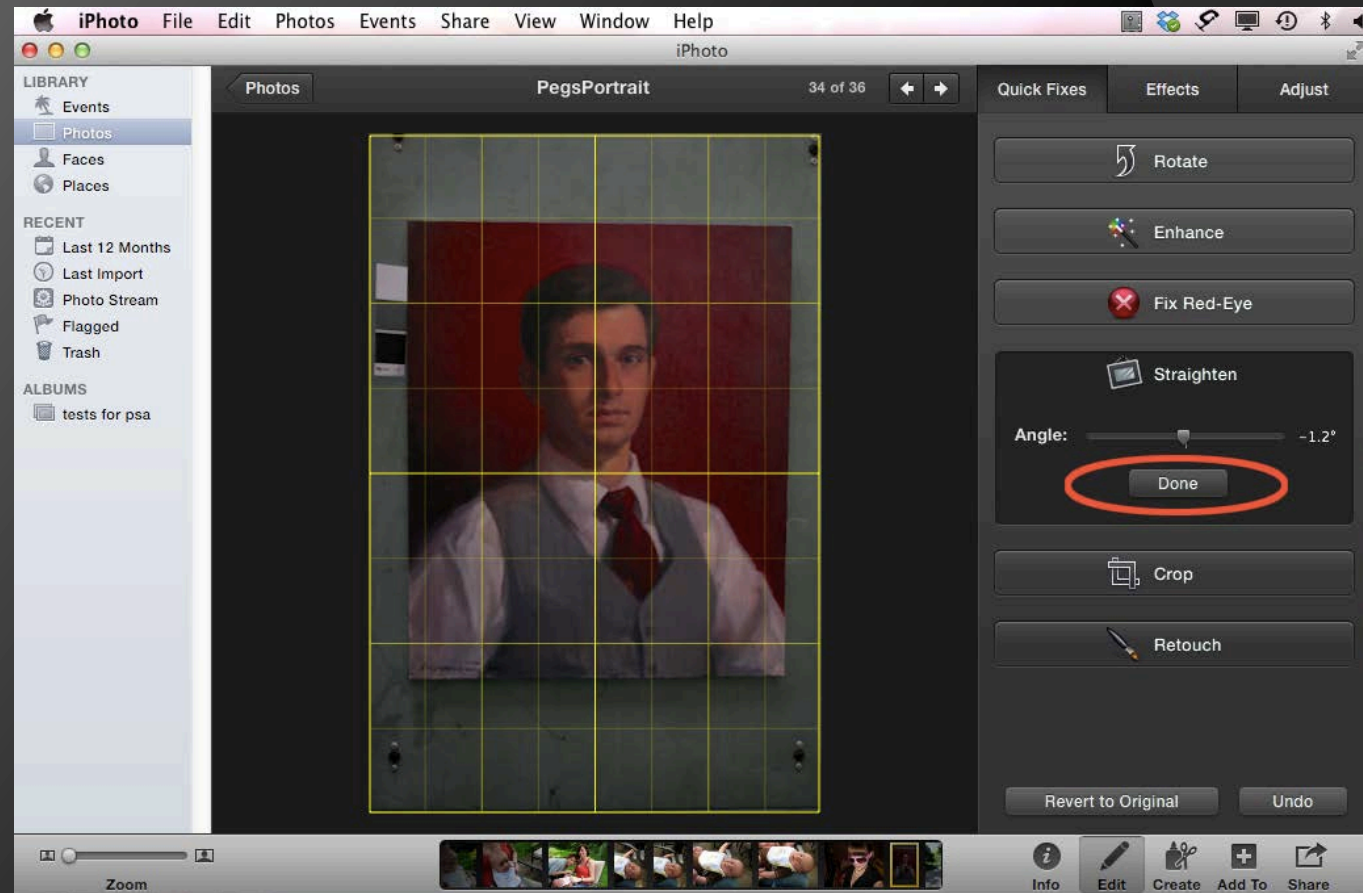 iPhoto File Edit Photos Events Share View Window Help
iPhoto
LIBRARY
Events
Photos
Faces
Places
RECENT
Last 12 Months
Last Import
Photo Stream
Flagged
Trash
ALBUMS
tests for psa
Photos PegsPortrait 34 of 36
Quick Fixes Effects Adjust
Rotate
Enhance
Fix Red-Eye
Straighten
Angle: -1.2°
Done
Crop
Retouch
Revert to Original Undo
Zoom
Info Edit Create Add To Share